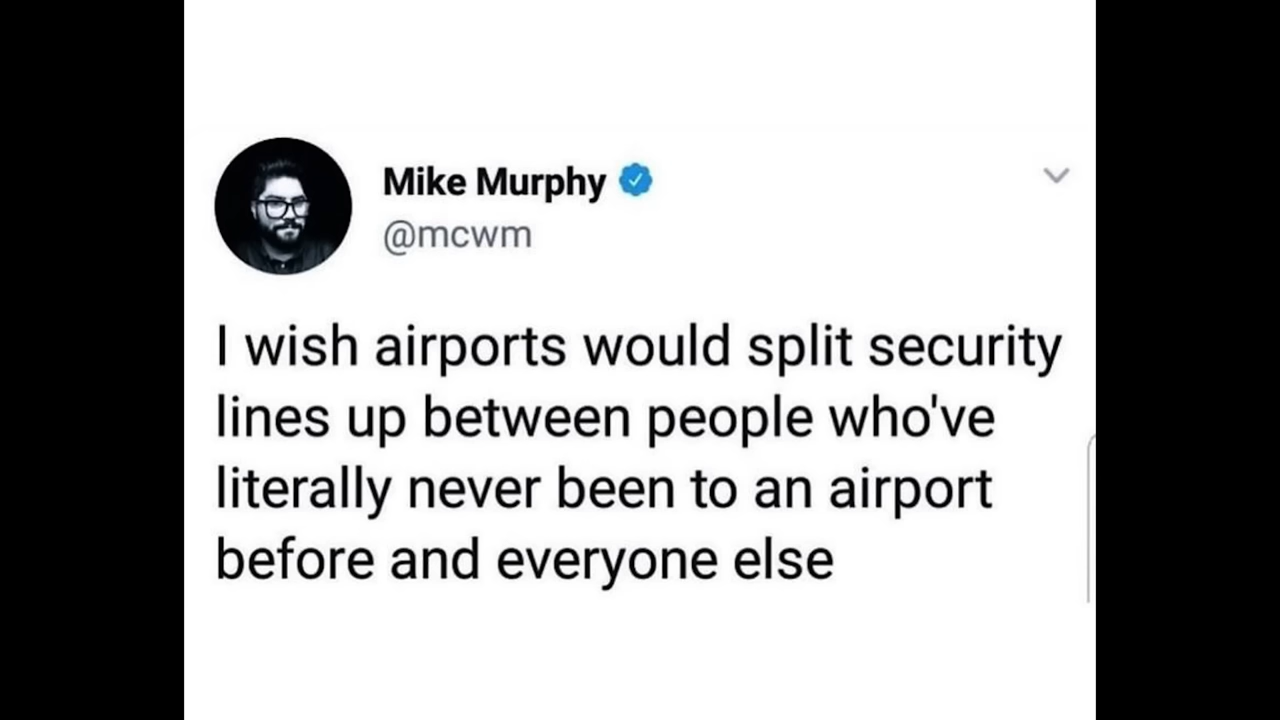 Mike Murphy
@mcwm
I wish airports would split security
lines up between people who've
literally never been to an airport
before and everyone else